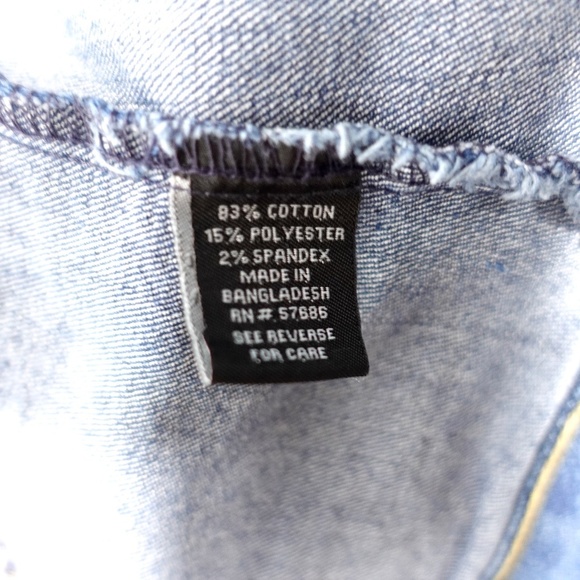 83% COTTON
15% POLYESTER
2% SPANDEX
MADE IN
BANGLADESH
RN #. 57686
SEE REVERSE
FOR CARE